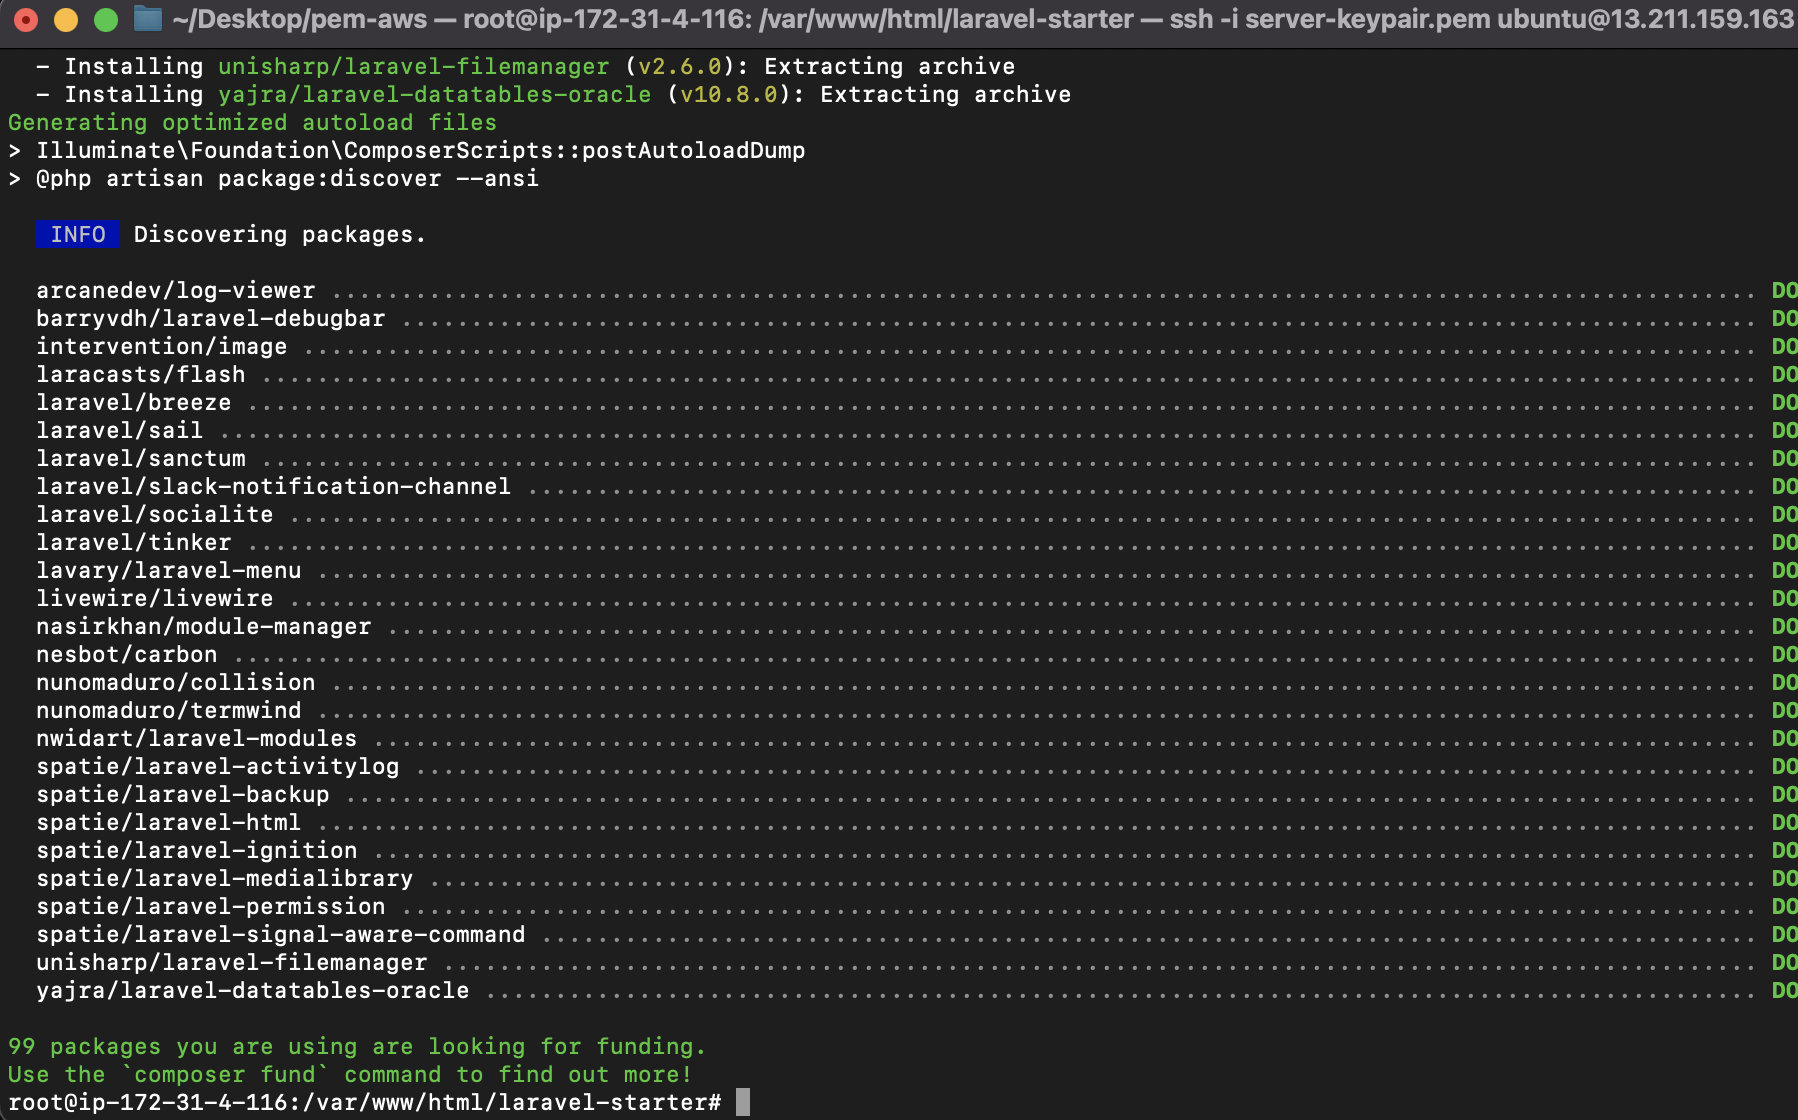 ~/Desktop/pem-aws — root@ip-172-31-4-116: /var/www/html/laravel-starter — ssh -i server-keypair.pem ubuntu@13.211.159.163
- Installing unisharp/laravel-filemanager (v2.6.0): Extracting archive
- Installing yajra/laravel-datatables-oracle (v10.8.0): Extracting archive
Generating optimized autoload files
> Illuminate\Foundation\ComposerScripts::postAutoloadDump
> @php artisan package:discover --ansi
INFO Discovering packages.
arcanedev/log-viewer ........................................................................................................ DO
barryvdh/laravel-debugbar ................................................................................................... DO
intervention/image .......................................................................................................... DO
laracasts/flash ............................................................................................................. DO
laravel/breeze .............................................................................................................. DO
laravel/sail ................................................................................................................ DO
laravel/sanctum ............................................................................................................. DO
laravel/slack-notification-channel .......................................................................................... DO
laravel/socialite ........................................................................................................... DO
laravel/tinker .............................................................................................................. DO
lavary/laravel-menu ......................................................................................................... DO
livewire/livewire ........................................................................................................... DO
nasirkhan/module-manager .................................................................................................... DO
nesbot/carbon ............................................................................................................... DO
nunomaduro/collision ........................................................................................................ DO
nunomaduro/termwind ......................................................................................................... DO
nwidart/laravel-modules ..................................................................................................... DO
spatie/laravel-activitylog .................................................................................................. DO
spatie/laravel-backup ....................................................................................................... DO
spatie/laravel-html ......................................................................................................... DO
spatie/laravel-ignition ..................................................................................................... DO
spatie/laravel-medialibrary ................................................................................................. DO
spatie/laravel-permission ................................................................................................... DO
spatie/laravel-signal-aware-command ......................................................................................... DO
unisharp/laravel-filemanager ................................................................................................ DO
yajra/laravel-datatables-oracle ............................................................................................. DO
99 packages you are using are looking for funding.
Use the `composer fund` command to find out more!
root@ip-172-31-4-116:/var/www/html/laravel-starter#